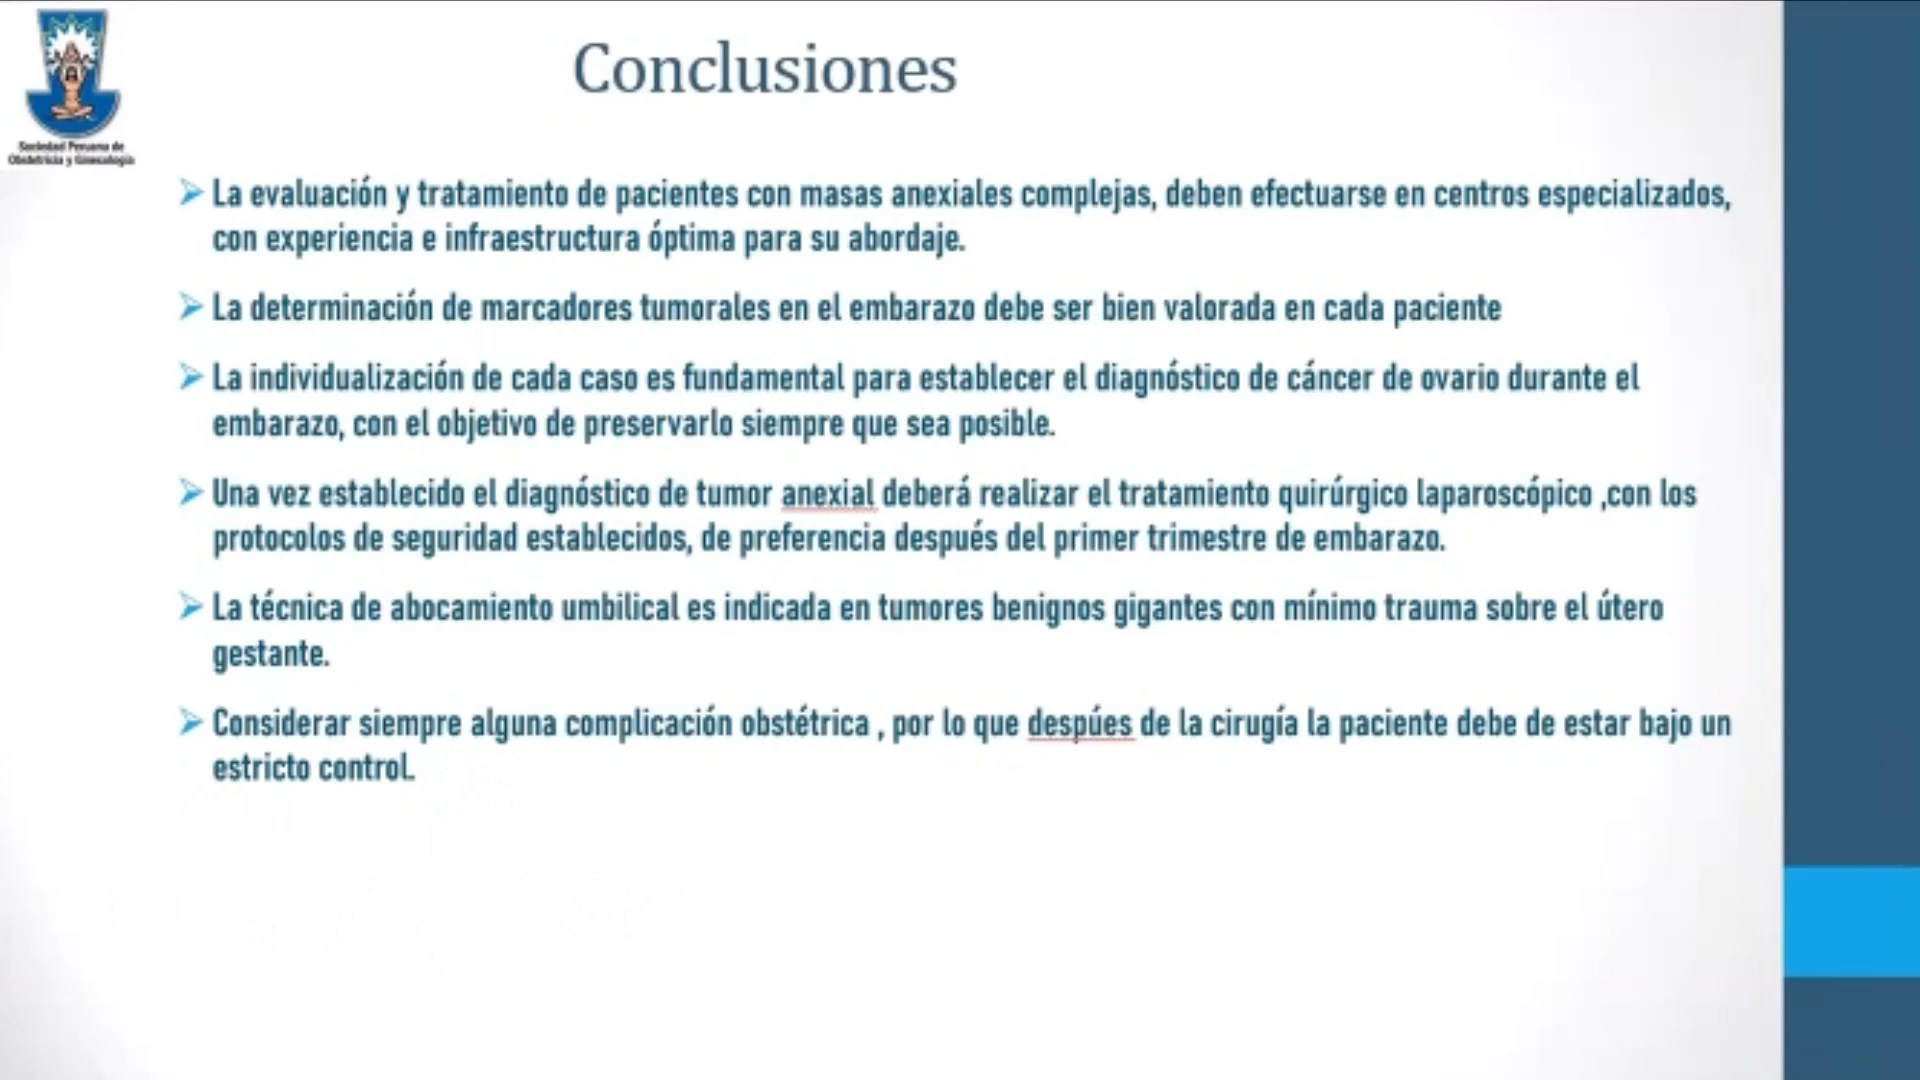 Sociedad Peruana de
Obstetricia y Ginecología
Conclusiones
La evaluación y tratamiento de pacientes con masas anexiales complejas, deben efectuarse en centros especializados,
con experiencia e infraestructura óptima para su abordaje.
La determinación de marcadores tumorales en el embarazo debe ser bien valorada en cada paciente
La individualización de cada caso es fundamental para establecer el diagnóstico de cáncer de ovario durante el
embarazo, con el objetivo de preservarlo siempre que sea posible.
Una vez establecido el diagnóstico de tumor anexial deberá realizar el tratamiento quirúrgico laparoscópico ,con los
protocolos de seguridad establecidos, de preferencia después del primer trimestre de embarazo.
La técnica de abocamiento umbilical es indicada en tumores benignos gigantes con mínimo trauma sobre el útero
gestante.
Considerar siempre alguna complicación obstétrica , por lo que despúes de la cirugía la paciente debe de estar bajo un
estricto control.